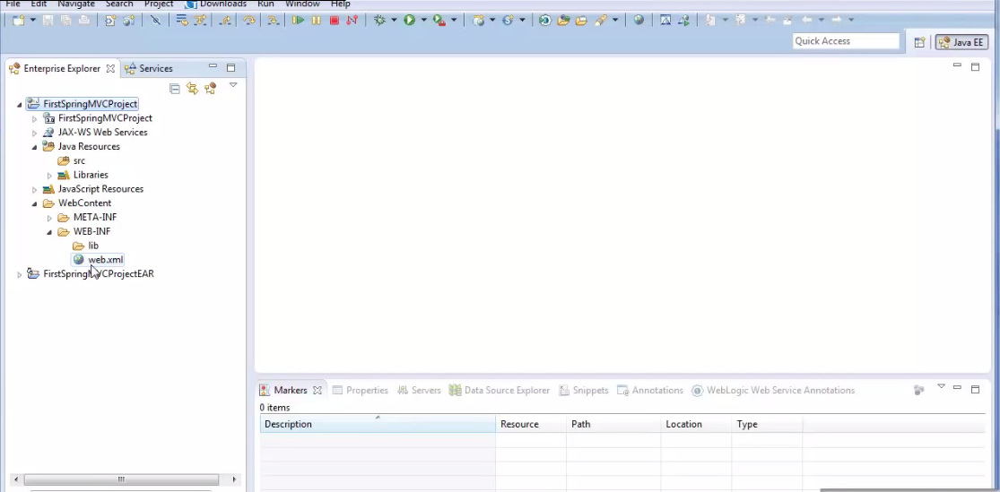 File Edit Navigate Search Project Downloads Run Window Help
Quick Access
Java EE
Enterprise Explorer
Services
FirstSpringMVCProject
FirstSpringMVCProject
JAX-WS Web Services
Java Resources
src
Libraries
JavaScript Resources
WebContent
META-INF
WEB-INF
lib
web.xml
FirstSpringMVCProjectEAR
Markers Properties Servers Data Source Explorer Snippets Annotations WebLogic Web Service Annotations
0 items
Description Resource Path Location Type